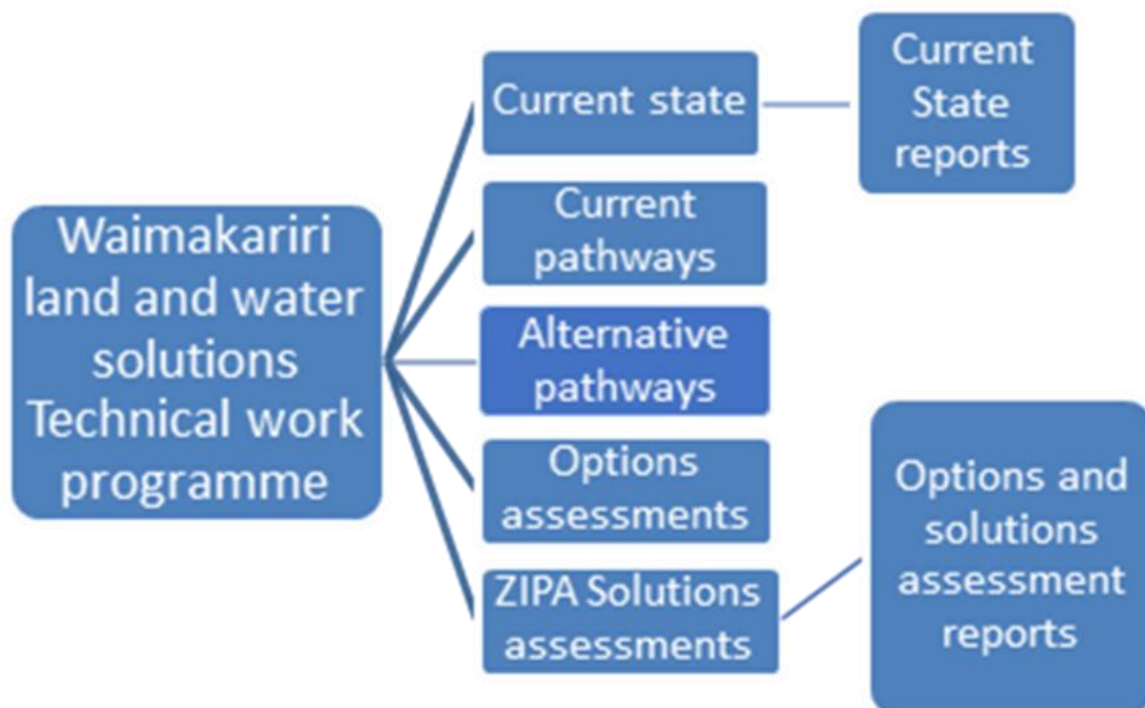 Waimakariri
land and water
solutions
Technical work
programme
Current state
Current
pathways
Alternative
pathways
Options
assessments
ZIPA Solutions
assessments
Current
State
reports
Options and
solutions
assessment
reports